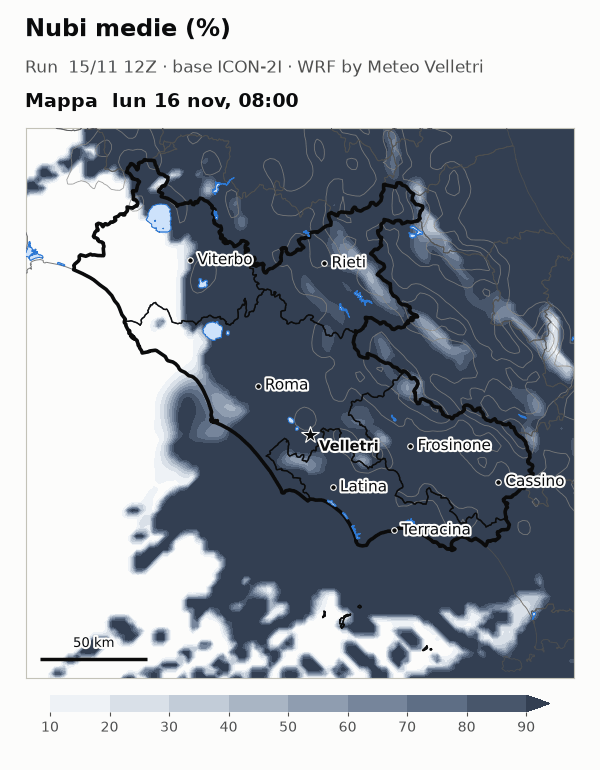 Nubi medie (%)
Run 15/11 12Z · base ICON-2I · WRF by Meteo Velletri
Mappa lun 16 nov, 08:00
Viterbo
Rieti
Roma
Velletri
Frosinone
Latina
Cassino
Terracina
50 km
10 20 30 40 50 60 70 80 90